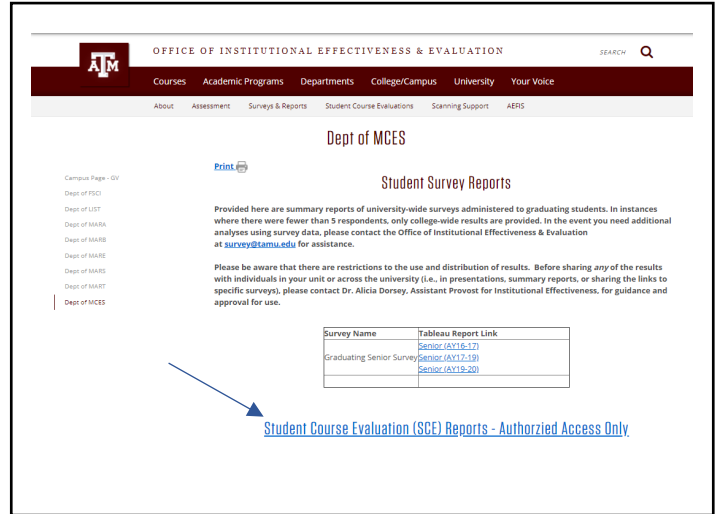 OFFICE OF INSTITUTIONAL EFFECTIVENESS & EVALUATION
SEARCH
ATM
Courses Academic Programs Departments College/Campus University Your Voice
About Assessment Surveys & Reports Student Course Evaluations Scanning Support AEFIS
Dept of MCES
Print
Campus Page - GV
Dept of FSCI
Dept of LIST
Dept of MARA
Dept of MARB
Dept of MARE
Dept of MARS
Dept of MART
Dept of MCES
Student Survey Reports
Provided here are summary reports of university-wide surveys administered to graduating students. In instances
where there were fewer than 5 respondents, only college-wide results are provided. In the event you need additional
analyses using survey data, please contact the Office of Institutional Effectiveness & Evaluation
at survey@tamu.edu for assistance.
Please be aware that there are restrictions to the use and distribution of results. Before sharing any of the results
with individuals in your unit or across the university (i.e., in presentations, summary reports, or sharing the links to
specific surveys), please contact Dr. Alicia Dorsey, Assistant Provost for Institutional Effectiveness, for guidance and
approval for use.
Survey Name Tableau Report Link
Senior (AY16-17)
Graduating Senior Survey Senior (AY17-19)
Senior (AY19-20)
Student Course Evaluation (SCE) Reports - Authorzied Access Only